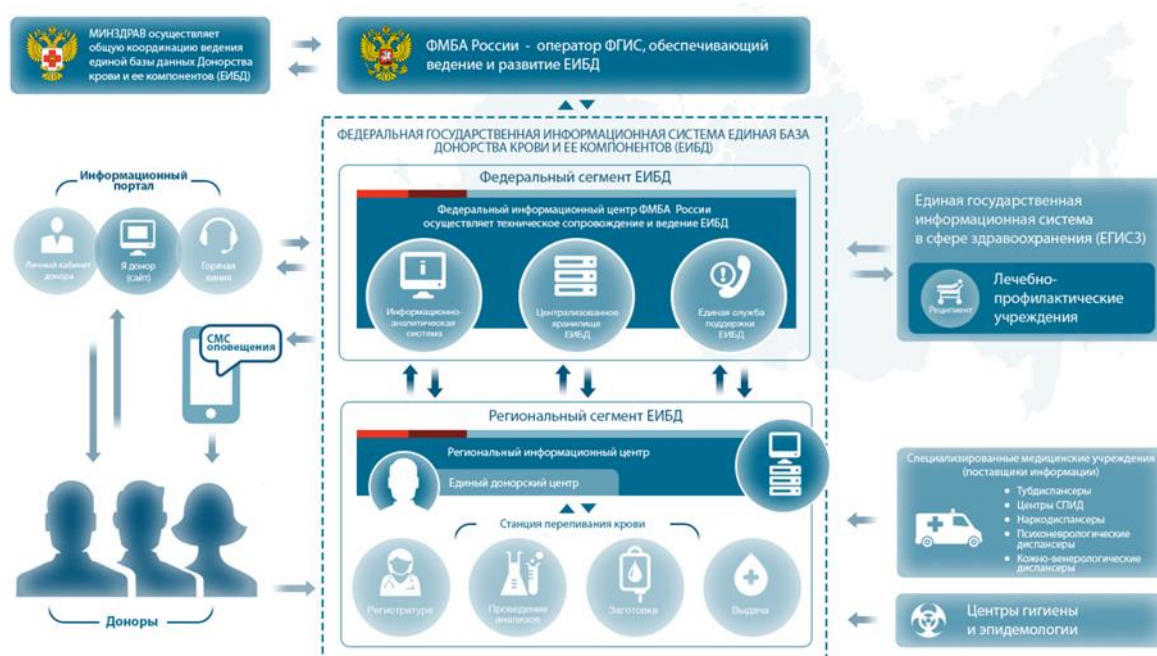 МИНЗДРАВ осуществляет
общую координацию ведения
единой базы данных Донорства
крови и ее компонентов (ЕИБД)
ФМБА России - оператор ФГИС, обеспечивающий
ведение и развитие ЕИБД
ФЕДЕРАЛЬНАЯ ГОСУДАРСТВЕННАЯ ИНФОРМАЦИОННАЯ СИСТЕМА ЕДИНАЯ БАЗА
ДОНОРСТВА КРОВИ И ЕЕ КОМПОНЕНТОВ (ЕИБД)
Информационный
портал
Личный кабинет
донора
Я донор
(сайт)
Горячая
линия
СМС
оповещения
Доноры
Федеральный сегмент ЕИБД
Федеральный информационный центр ФМБА России
осуществляет техническое сопровождение и ведение ЕИБД
Информационно-
аналитическая
система
Централизованное
хранилище
ЕИБД
Единая служба
поддержки
ЕИБД
Региональный сегмент ЕИБД
Региональный информационный центр
Единый донорский центр
Станция переливания крови
Регистратура
Проведение
анализов
Заготовка
Выдача
Единая государственная
информационная система
в сфере здравоохранения (ЕГИСЗ)
Реципиент
Лечебно-
профилактические
учреждения
Специализированные медицинские учреждения
(поставщики информации)
Тубдиспансеры
Центры СПИД
Наркодиспансеры
Психоневрологические
диспансеры
Кожно-венерологические
диспансеры
Центры гигиены
и эпидемологии